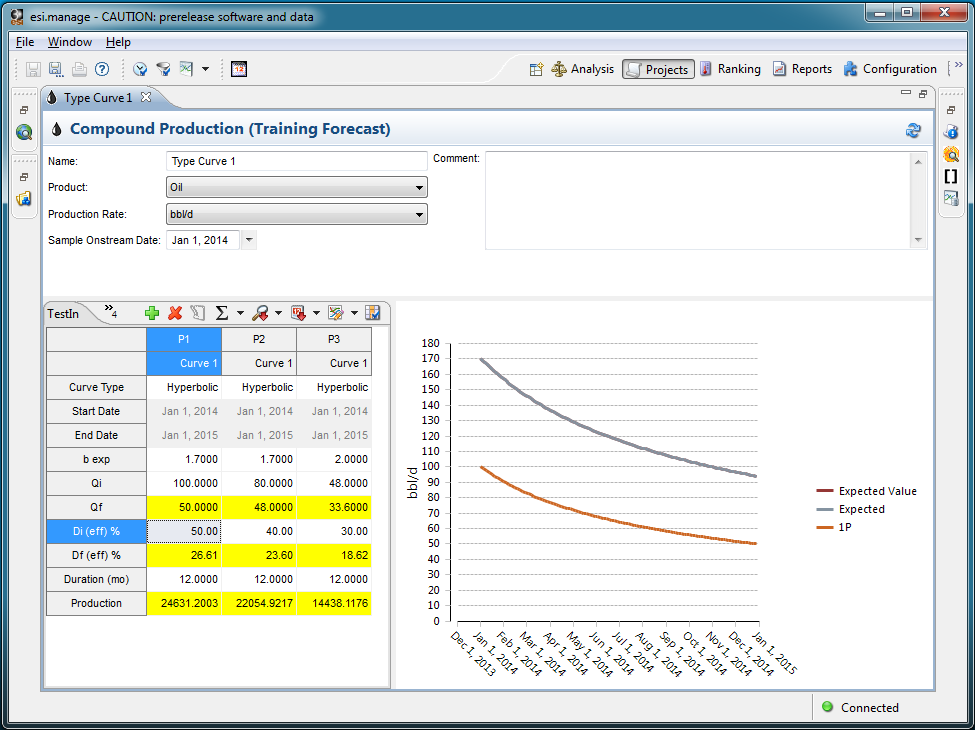 esi.manage - CAUTION: prerelease software and data
File Window Help
12 Analysis Projects Ranking Reports Configuration »
Type Curve1
Compound Production (Training Forecast)
Name: Type Curve 1 Comment:
Product: Oil
Production Rate: bbl/d
Sample Onstream Date: Jan 1, 2014
TestIn »4 Σ
P1 P2 P3
Curve 1 Curve 1 Curve 1
Curve Type Hyperbolic Hyperbolic Hyperbolic
Start Date Jan 1, 2014 Jan 1, 2014 Jan 1, 2014
End Date Jan 1, 2015 Jan 1, 2015 Jan 1, 2015
b exp 1.7000 1.7000 2.0000
Qi 100.0000 80.0000 48.0000
Qf 50.0000 48.0000 33.6000
Di (eff) % 50.00 40.00 30.00
Df (eff) % 26.61 23.60 18.62
Duration (mo) 12.0000 12.0000 12.0000
Production 24631.2003 22054.9217 14438.1176
bbl/d
180
170
160
150
140
130
120
110
100
90
80
70
60
50
40
30
20
10
0
Dec 1, 2013
Jan 1, 2014
Feb 1, 2014
Mar 1, 2014
Apr 1, 2014
May 1, 2014
Jun 1, 2014
Jul 1, 2014
Aug 1, 2014
Sep 1, 2014
Oct 1, 2014
Nov 1, 2014
Dec 1, 2014
Jan 1, 2015
Expected Value
Expected
1P
Connected